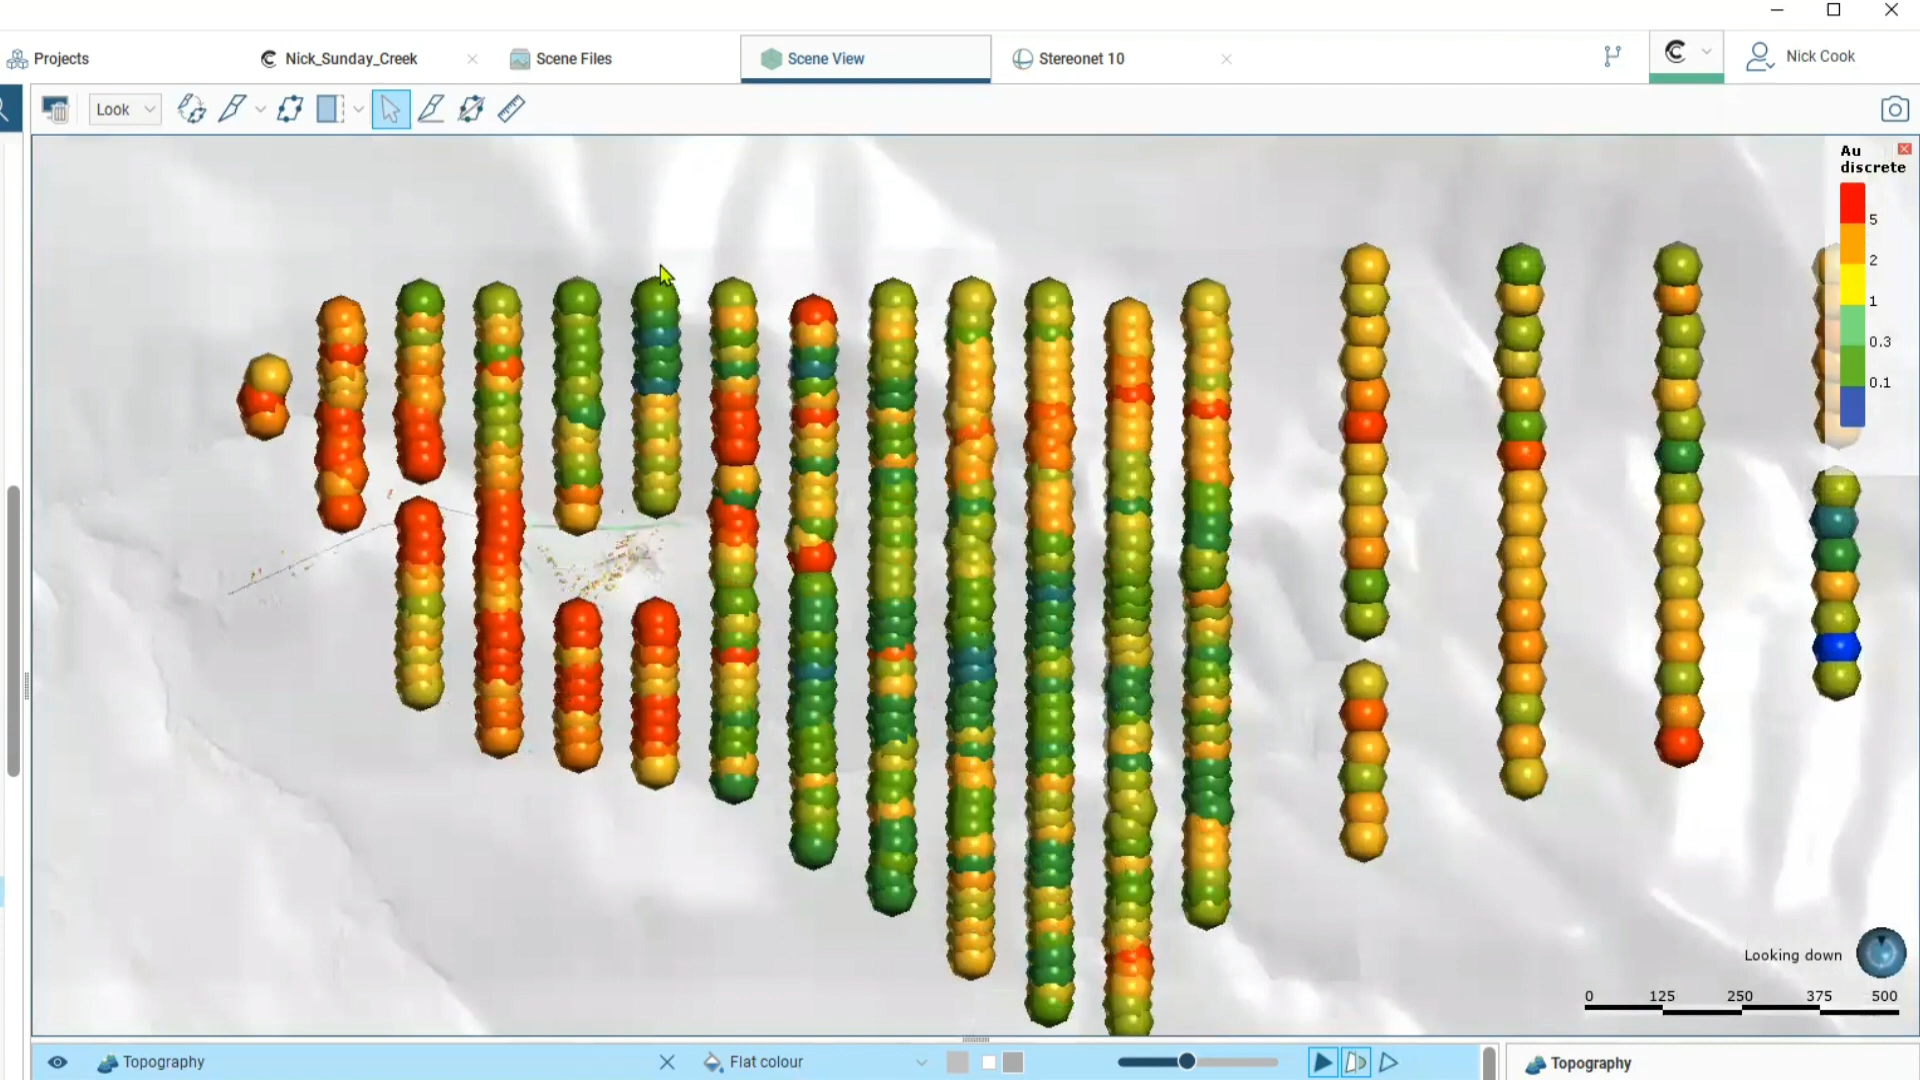 Projects
Nick_Sunday_Creek
Scene Files
Scene View
Stereonet 10
Nick Cook
Look
Au
discrete
5
2
1
0.3
0.1
Looking down
0 125 250 375 500
Topography
Flat colour
Topography